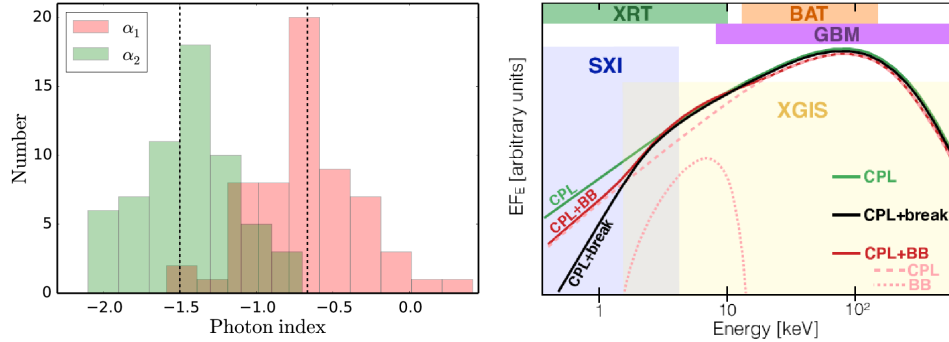 α₁
α₂
20
15
10
5
0
Number
−2.0
−1.5
−1.0
−0.5
0.0
Photon index
XRT
BAT
GBM
SXI
XGIS
EFE [arbitrary units]
CPL
CPL+BB
CPL+break
CPL
CPL+break
CPL+BB
CPL
BB
1
10
10²
Energy [keV]